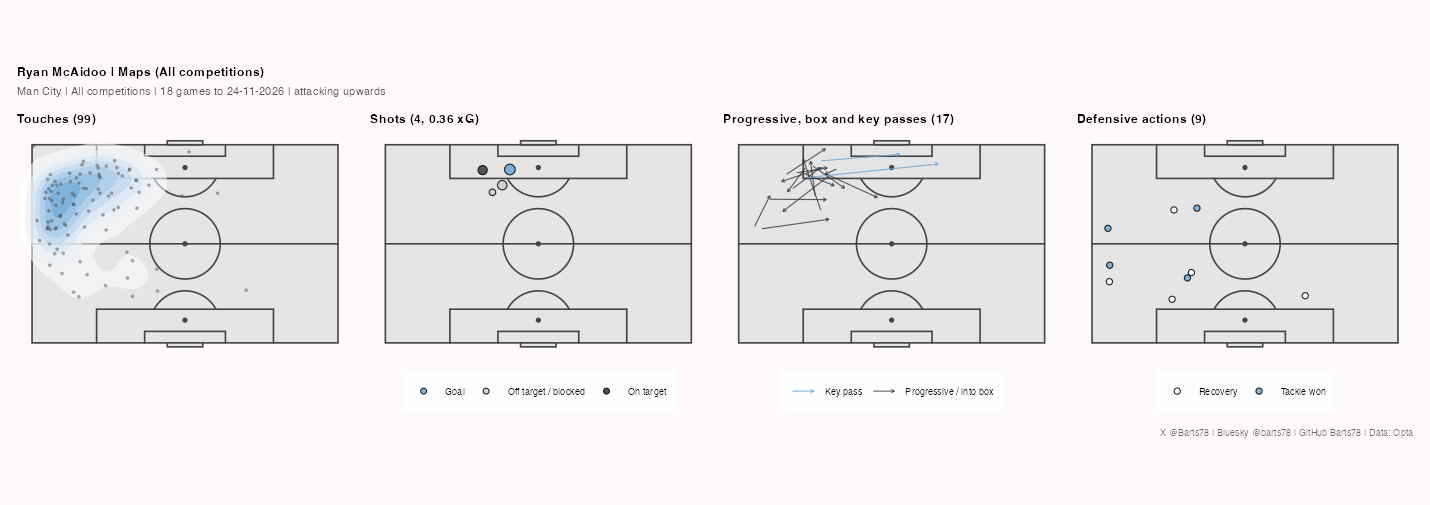 Ryan McAidoo | Maps (All competitions)
Man City | All competitions | 18 games to 24-11-2026 | attacking upwards
Touches (99)
Shots (4, 0.36 xG)
Progressive, box and key passes (17)
Defensive actions (9)
Goal
Off target / blocked
On target
Key pass
Progressive / into box
Recovery
Tackle won
X @Barts78 | Bluesky @barts78 | GitHub Barts78 | Data: Opta